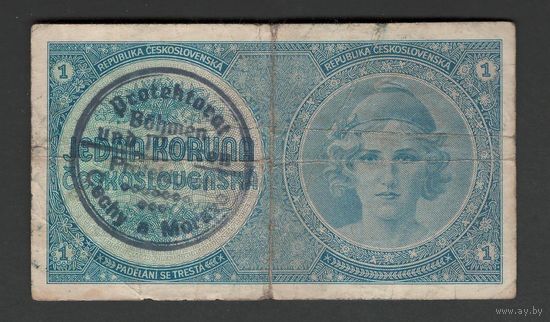 REPUBLIKA ČESKOSLOVENSKÁ
REPUBLIKA ČESKOSLOVENSKÁ
1
1
Protektorat
Böhmen
und
JEDNA KORUNA
ČESKOSLOVENSKÁ
Čechy a Morava
1
1
PADĚLÁNÍ SE TRESTÁ
www.ay.by